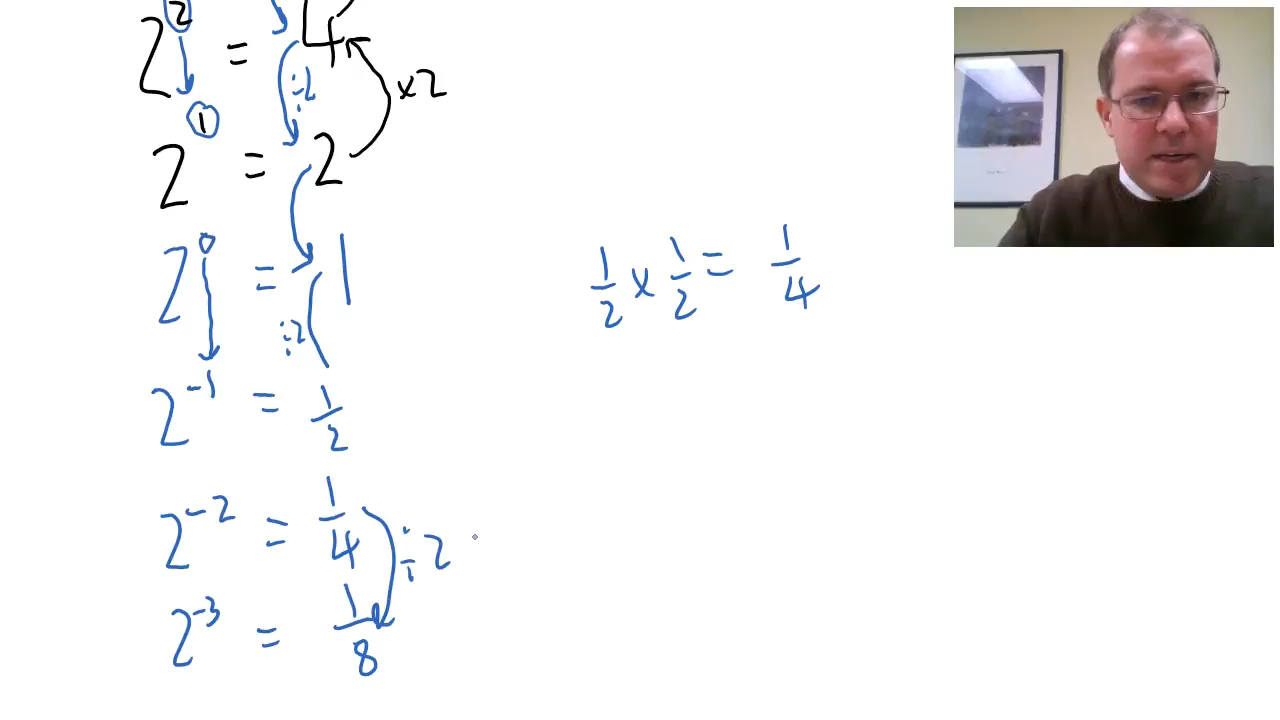 2² = 4
÷2
×2
2¹ = 2
2⁰ = 1
÷2
2⁻¹ = 1/2
2⁻² = 1/4
÷2
2⁻³ = 1/8
1/2 x 1/2 = 1/4